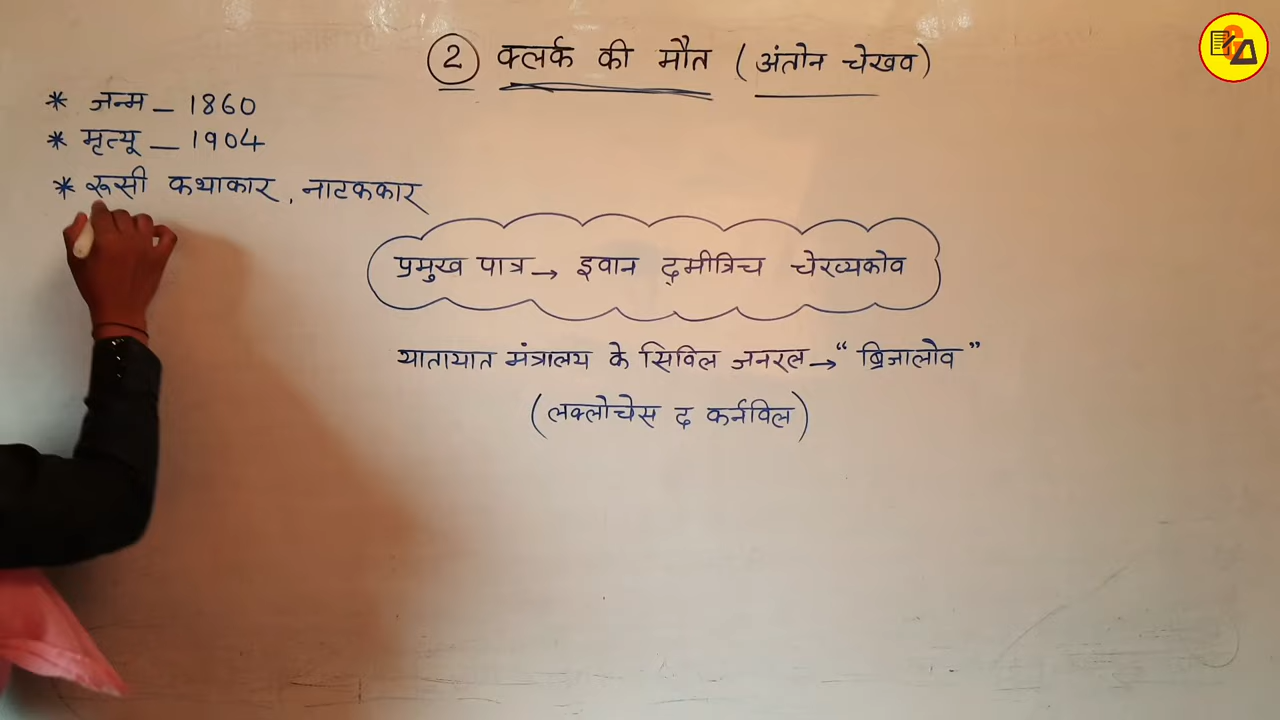 2 क्लर्क की मौत (अंतोन चेखव)
* जन्म – 1860
* मृत्यू – 1904
* रूसी कथाकार, नाटककार
प्रमुख पात्र → इवान द्मीत्रिच चेरव्यकोव
यातायात मंत्रालय के सिविल जनरल → “ब्रिजालोव”
(लक्लोचेस द कर्नविल)